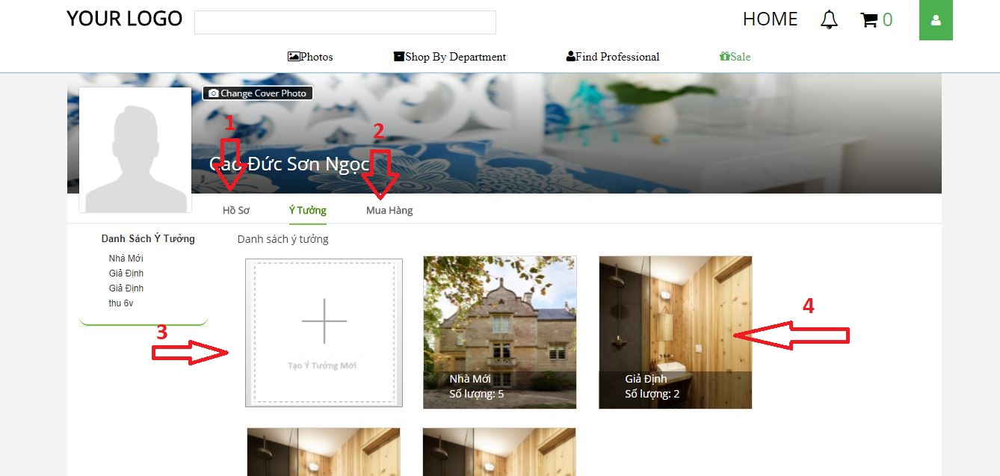 YOUR LOGO
HOME
0
Photos
Shop By Department
Find Professional
Sale
Change Cover Photo
1
2
Cao Đức Sơn Ngọc
Hồ Sơ
Ý Tưởng
Mua Hàng
Danh Sách Ý Tưởng
Nhà Mới
Giả Định
Giả Định
thu 6v
Danh sách ý tưởng
3
4
Tạo Ý Tưởng Mới
Nhà Mới
Số lượng: 5
Giả Định
Số lượng: 2